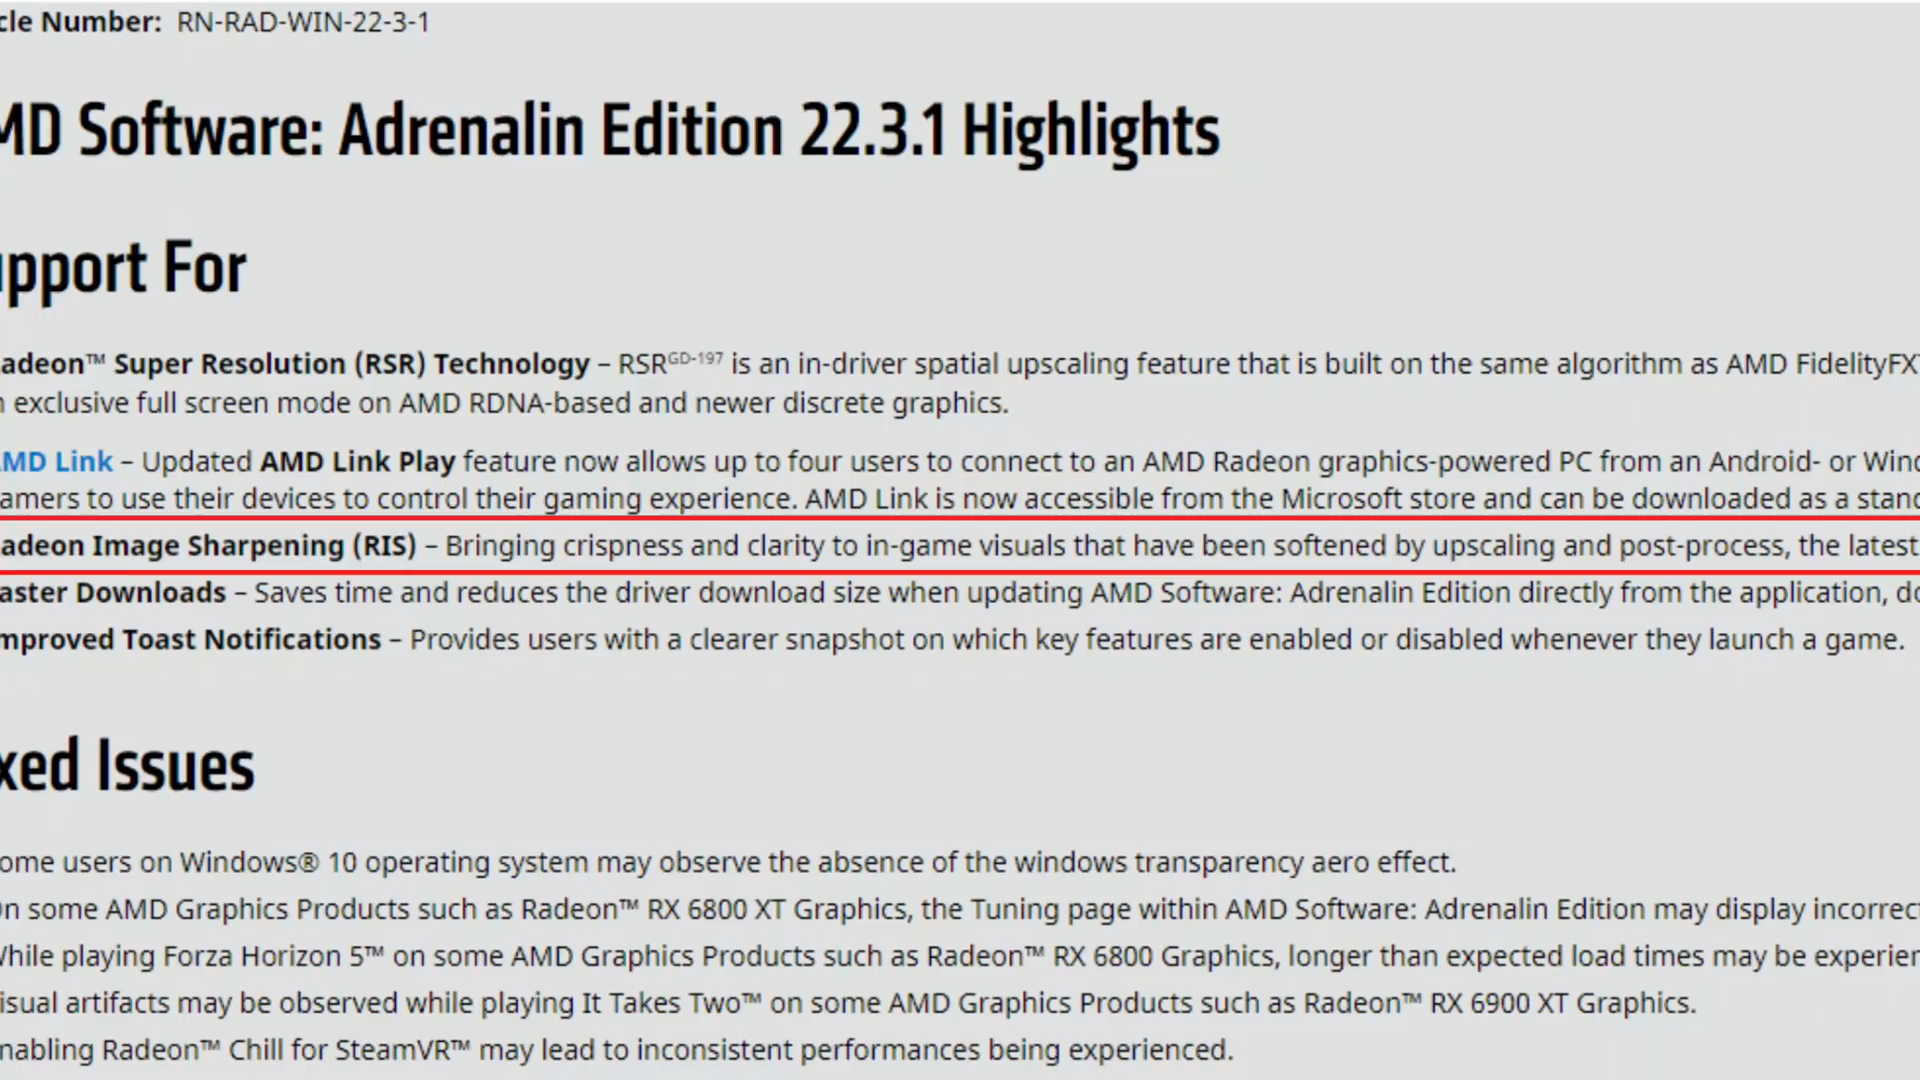 cle Number: RN-RAD-WIN-22-3-1
MD Software: Adrenalin Edition 22.3.1 Highlights
pport For
adeon™ Super Resolution (RSR) Technology – RSRGD-197 is an in-driver spatial upscaling feature that is built on the same algorithm as AMD FidelityFX
exclusive full screen mode on AMD RDNA-based and newer discrete graphics.
MD Link – Updated AMD Link Play feature now allows up to four users to connect to an AMD Radeon graphics-powered PC from an Android- or Wind
amers to use their devices to control their gaming experience. AMD Link is now accessible from the Microsoft store and can be downloaded as a stand
adeon Image Sharpening (RIS) – Bringing crispness and clarity to in-game visuals that have been softened by upscaling and post-process, the latest
aster Downloads – Saves time and reduces the driver download size when updating AMD Software: Adrenalin Edition directly from the application, do
mproved Toast Notifications – Provides users with a clearer snapshot on which key features are enabled or disabled whenever they launch a game.
xed Issues
ome users on Windows® 10 operating system may observe the absence of the windows transparency aero effect.
n some AMD Graphics Products such as Radeon™ RX 6800 XT Graphics, the Tuning page within AMD Software: Adrenalin Edition may display incorrect
hile playing Forza Horizon 5™ on some AMD Graphics Products such as Radeon™ RX 6800 Graphics, longer than expected load times may be experien
isual artifacts may be observed while playing It Takes Two™ on some AMD Graphics Products such as Radeon™ RX 6900 XT Graphics.
nabling Radeon™ Chill for SteamVR™ may lead to inconsistent performances being experienced.